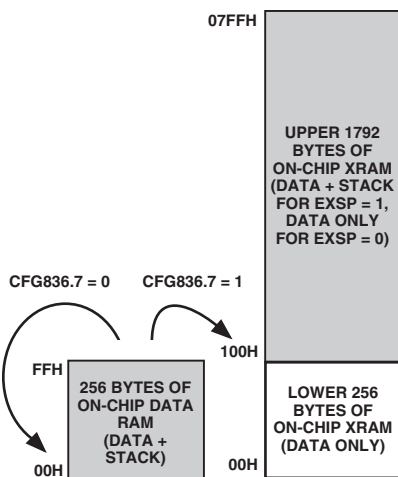 07FFH
UPPER 1792
BYTES OF
ON-CHIP XRAM
(DATA + STACK
FOR EXSP = 1,
DATA ONLY
FOR EXSP = 0)
CFG836.7 = 0
CFG836.7 = 1
100H
FFH
256 BYTES OF
ON-CHIP DATA
RAM
(DATA +
STACK)
00H
LOWER 256
BYTES OF
ON-CHIP XRAM
(DATA ONLY)
00H